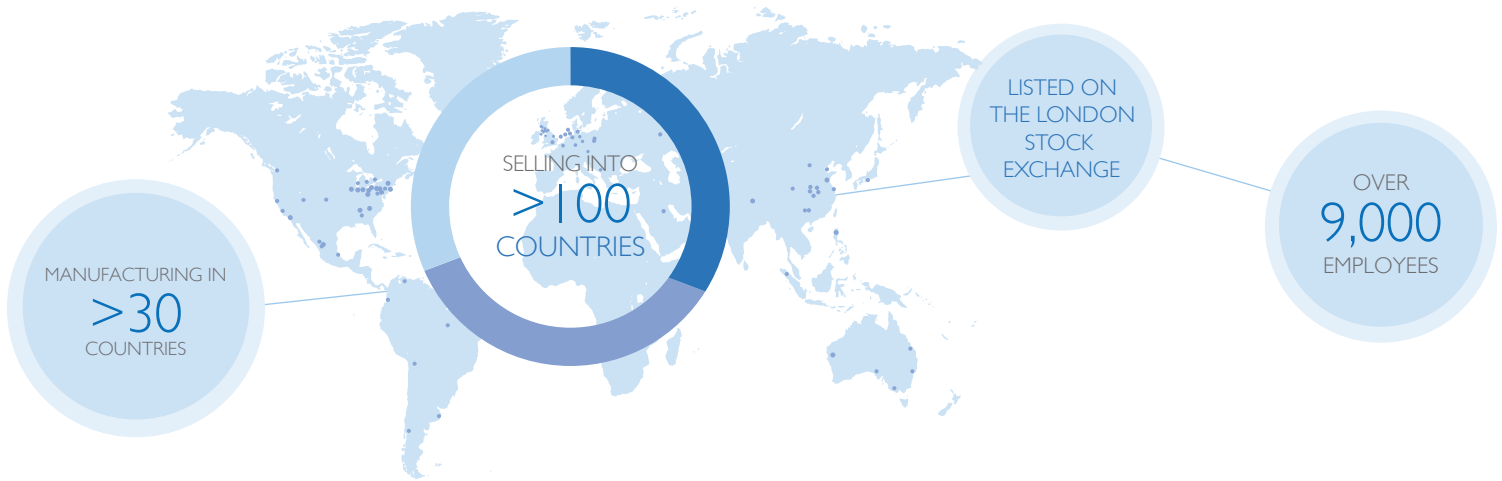 MANUFACTURING IN
>30
COUNTRIES
SELLING INTO
>100
COUNTRIES
LISTED ON
THE LONDON
STOCK
EXCHANGE
OVER
9,000
EMPLOYEES